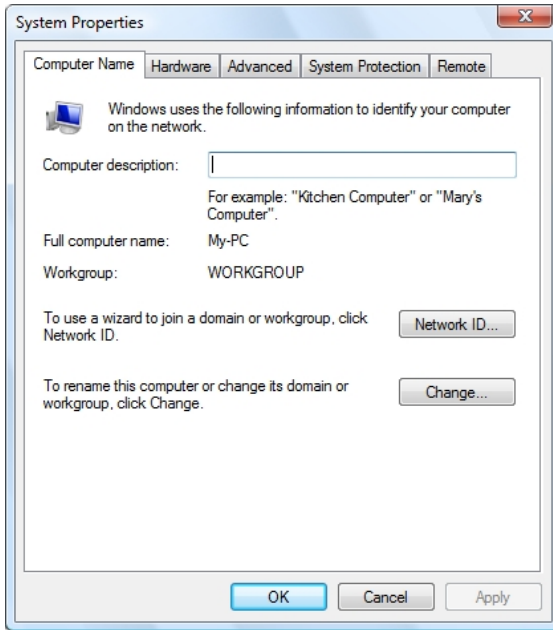 System Properties
Computer Name
Hardware
Advanced
System Protection
Remote
Windows uses the following information to identify your computer
on the network.
Computer description:
For example: "Kitchen Computer" or "Mary's
Computer".
Full computer name:
My-PC
Workgroup:
WORKGROUP
To use a wizard to join a domain or workgroup, click
Network ID.
Network ID...
To rename this computer or change its domain or
workgroup, click Change.
Change...
OK
Cancel
Apply